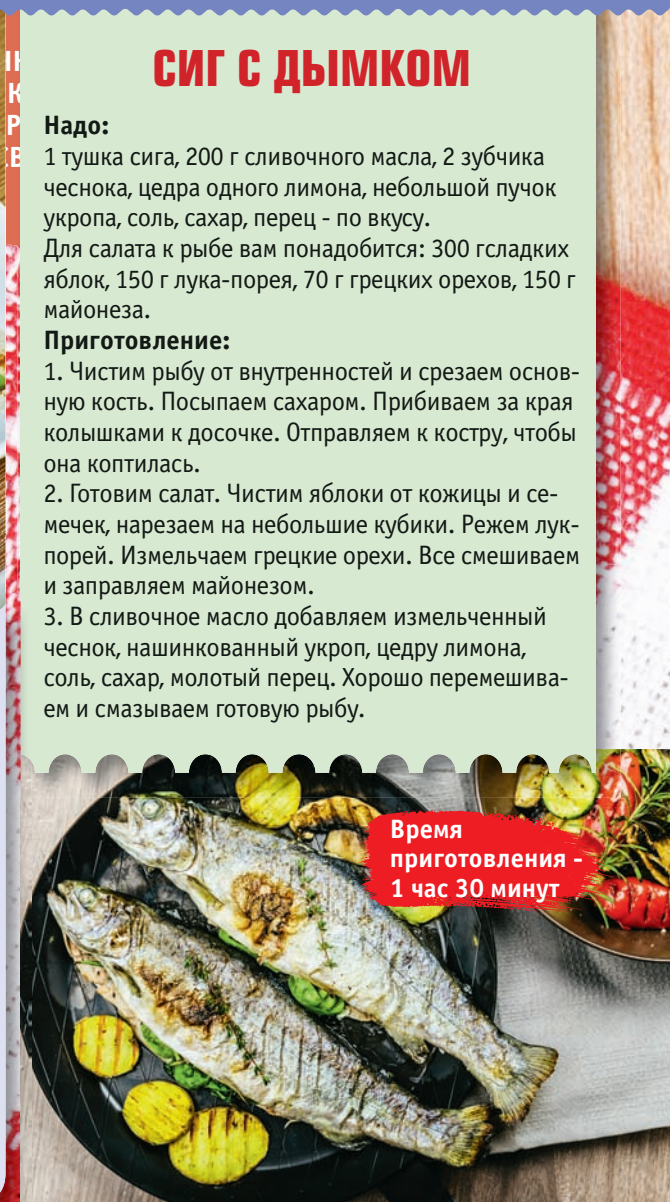 СИГ С ДЫМКОМ
Надо:
1 тушка сига, 200 г сливочного масла, 2 зубчика
чеснока, цедра одного лимона, небольшой пучок
укропа, соль, сахар, перец - по вкусу.
Для салата к рыбе вам понадобится: 300 гсладких
яблок, 150 г лука-порея, 70 г грецких орехов, 150 г
майонеза.
Приготовление:
1. Чистим рыбу от внутренностей и срезаем основ-
ную кость. Посыпаем сахаром. Прибиваем за края
колышками к досочке. Отправляем к костру, чтобы
она коптилась.
2. Готовим салат. Чистим яблоки от кожицы и се-
мечек, нарезаем на небольшие кубики. Режем лук-
порей. Измельчаем грецкие орехи. Все смешиваем
и заправляем майонезом.
3. В сливочное масло добавляем измельченный
чеснок, нашинкованный укроп, цедру лимона,
соль, сахар, молотый перец. Хорошо перемешива-
ем и смазываем готовую рыбу.
Время
приготовления -
1 час 30 минут